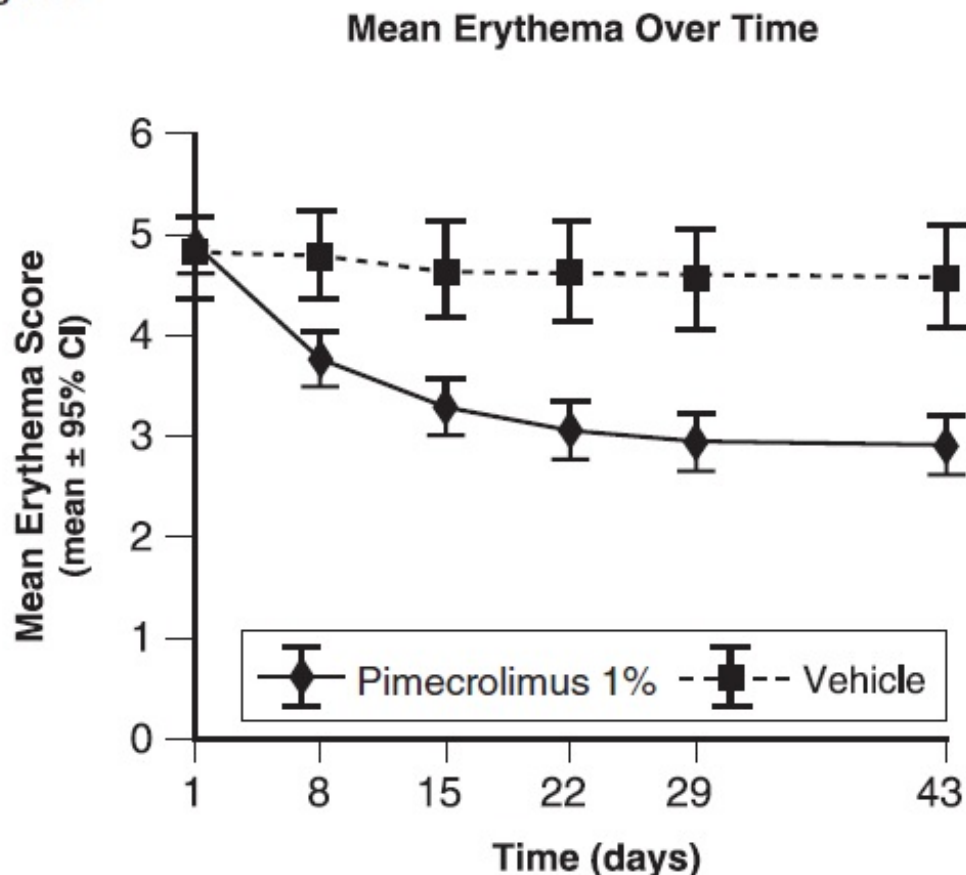 Mean Erythema Over Time
Mean Erythema Score
(mean ± 95% CI)
6
5
4
3
2
1
0
Pimecrolimus 1%
Vehicle
1 8 15 22 29 43
Time (days)